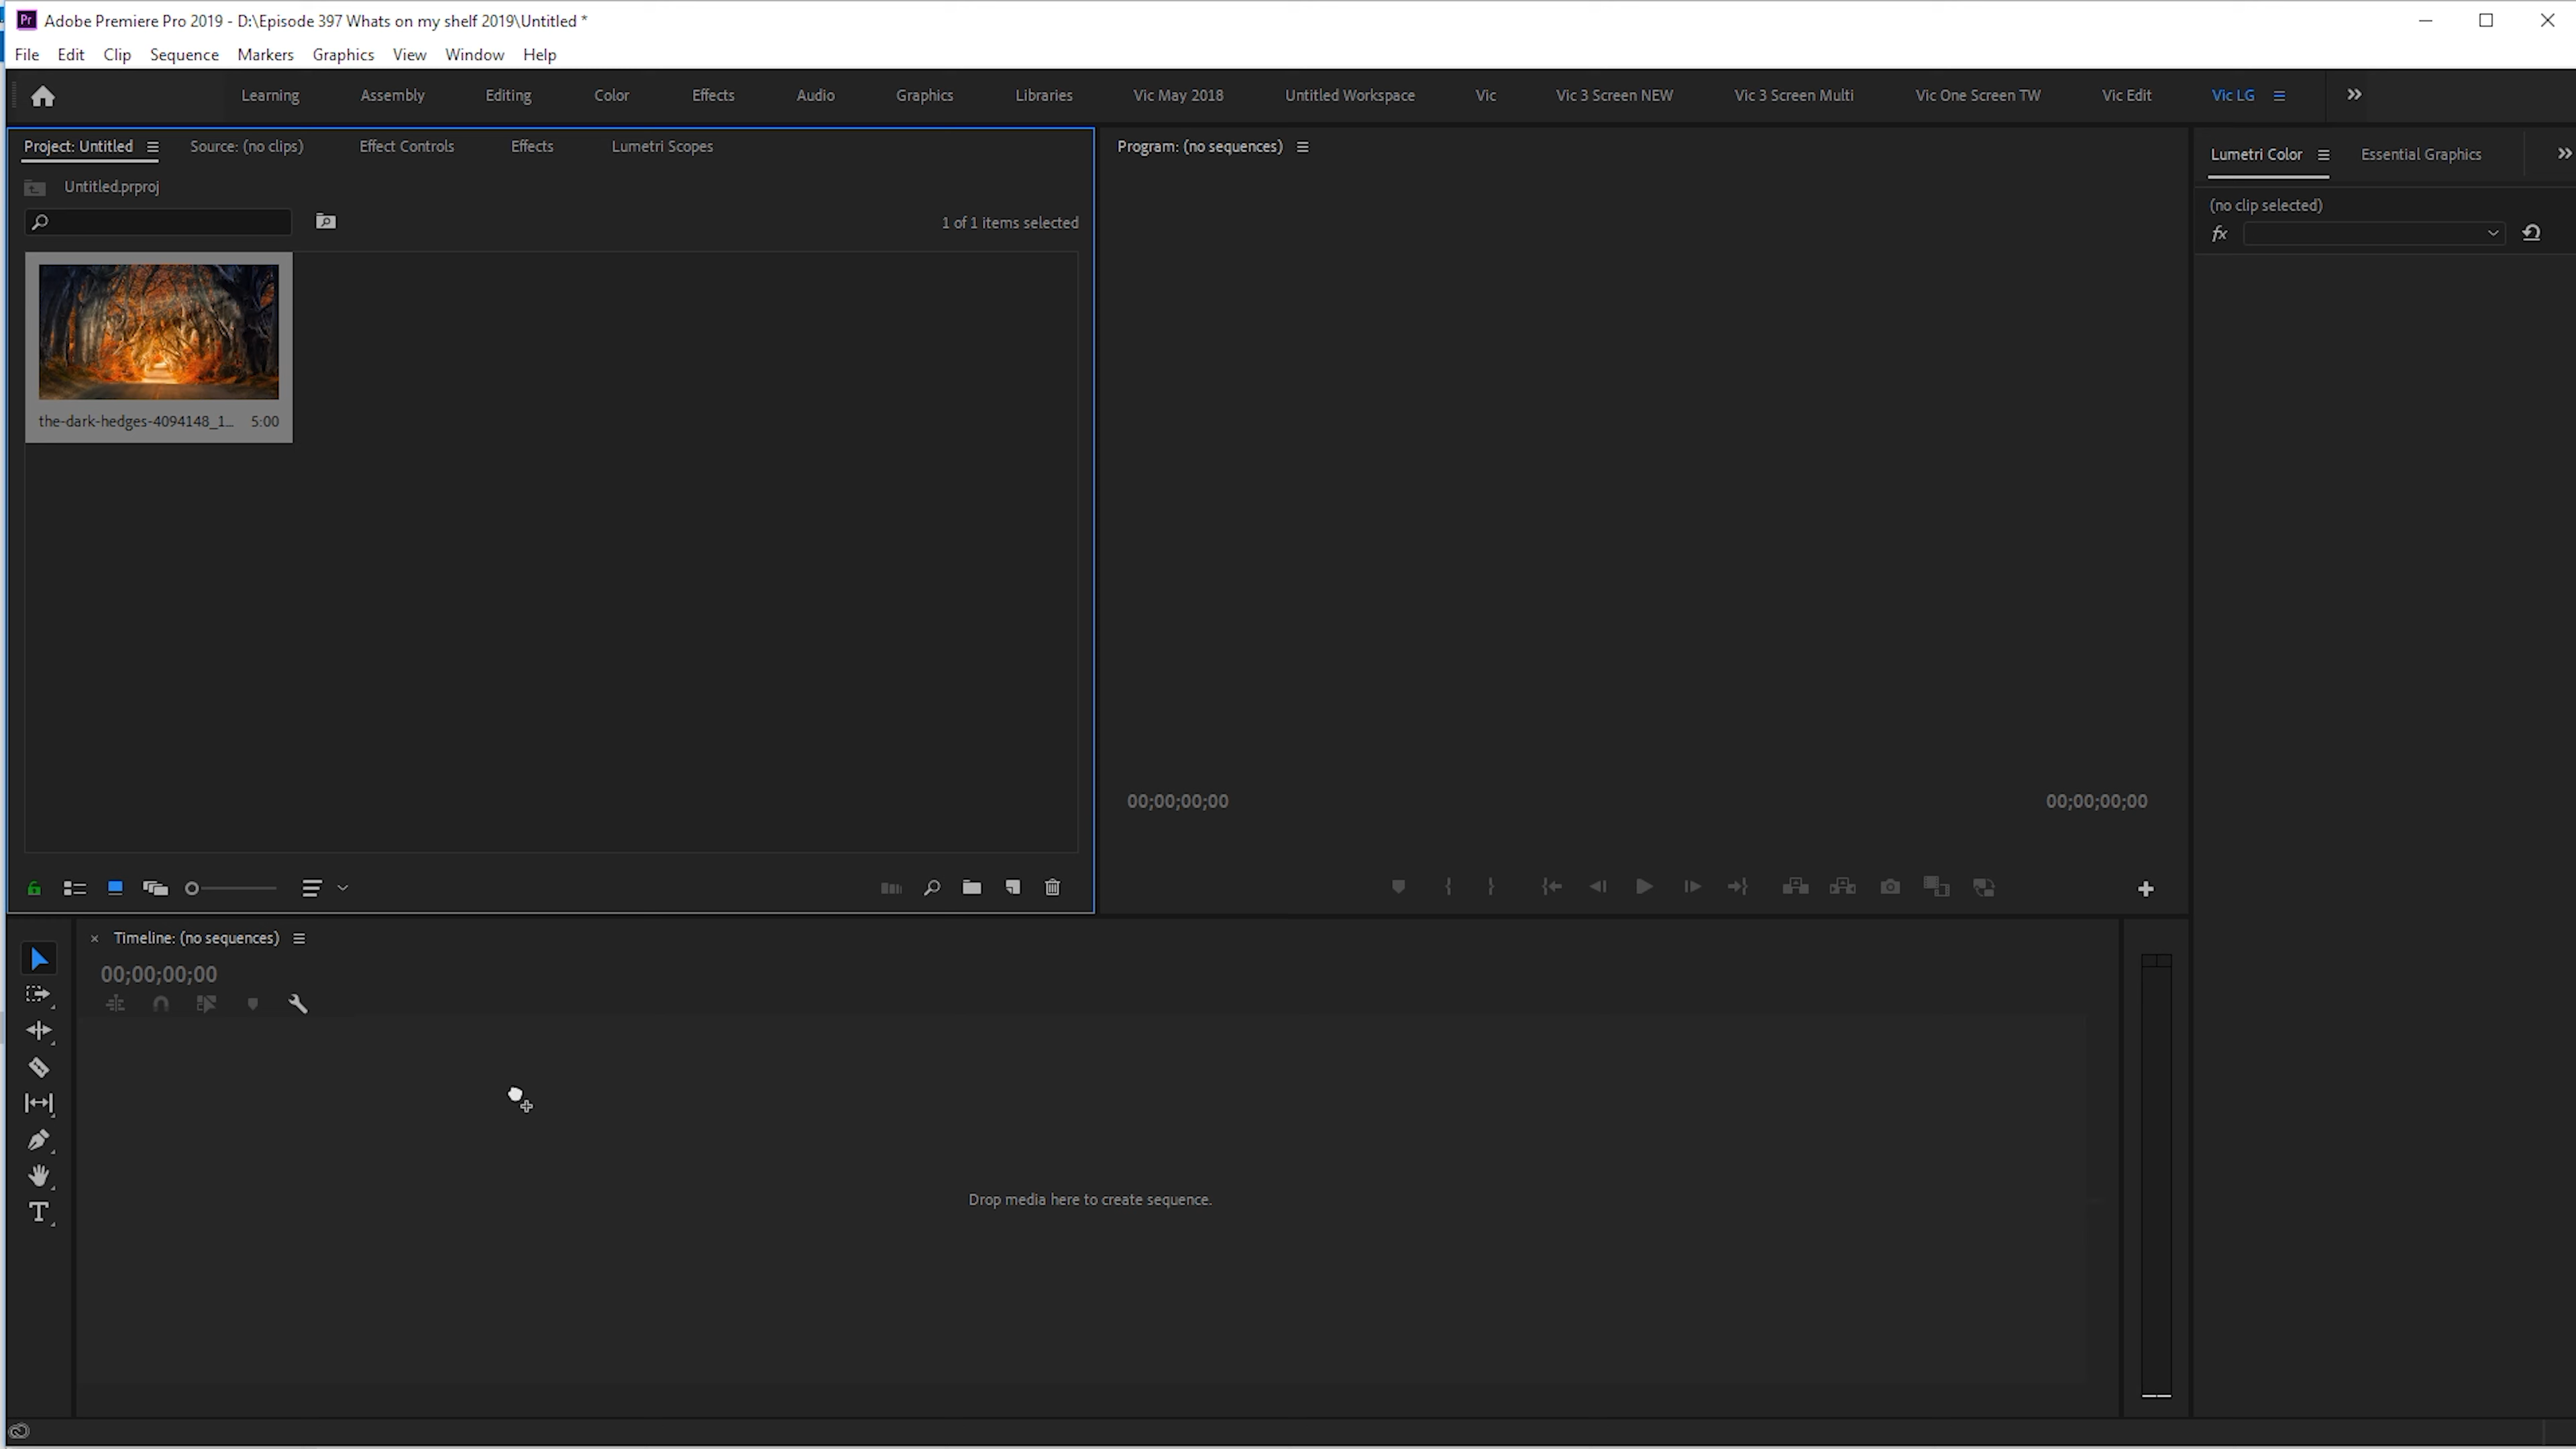 Pr Adobe Premiere Pro 2019 - D:\Episode 397 Whats on my shelf 2019\Untitled *
File Edit Clip Sequence Markers Graphics View Window Help
Learning Assembly Editing Color Effects Audio Graphics Libraries Vic May 2018 Untitled Workspace Vic Vic 3 Screen NEW Vic 3 Screen Multi Vic One Screen TW Vic Edit Vic LG
Project: Untitled Source: (no clips) Effect Controls Effects Lumetri Scopes
Untitled.prproj
1 of 1 items selected
the-dark-hedges-4094148_1... 5:00
Program: (no sequences)
00;00;00;00 00;00;00;00
Lumetri Color Essential Graphics
(no clip selected)
fx
Timeline: (no sequences)
00;00;00;00
Drop media here to create sequence.